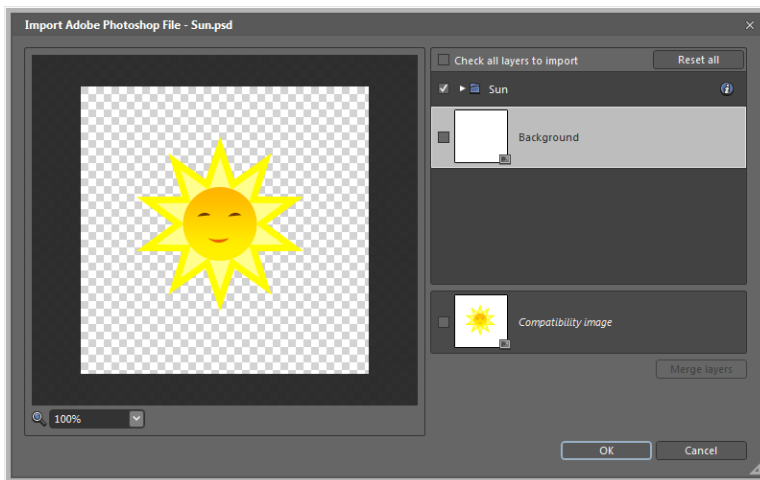 Import Adobe Photoshop File - Sun.psd
Check all layers to import
Reset all
Sun
Background
Compatibility image
Merge layers
100%
OK
Cancel